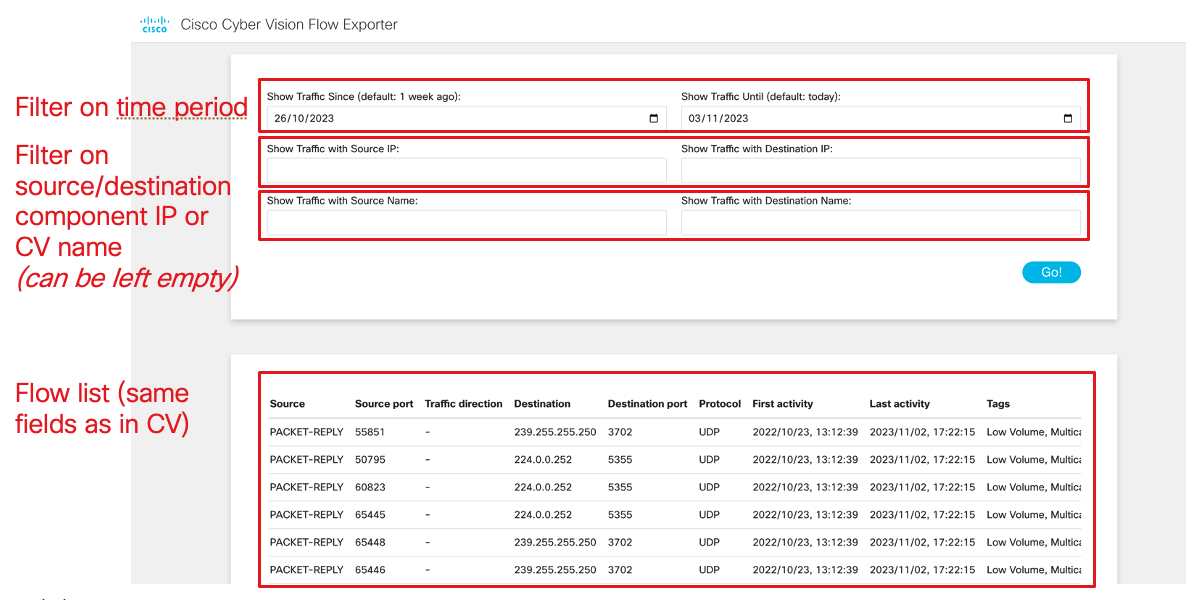 CISCO Cisco Cyber Vision Flow Exporter
Filter on time period
Show Traffic Since (default: 1 week ago):
Show Traffic Until (default: today):
26/10/2023
03/11/2023
Filter on
source/destination
component IP or
CV name
(can be left empty)
Show Traffic with Source IP:
Show Traffic with Destination IP:
Show Traffic with Source Name:
Show Traffic with Destination Name:
Go!
Flow list (same
fields as in CV)
Source Source port Traffic direction Destination Destination port Protocol First activity Last activity Tags
PACKET-REPLY 55851 - 239.255.255.250 3702 UDP 2022/10/23, 13:12:39 2023/11/02, 17:22:15 Low Volume, Multica
PACKET-REPLY 50795 - 224.0.0.252 5355 UDP 2022/10/23, 13:12:39 2023/11/02, 17:22:15 Low Volume, Multica
PACKET-REPLY 60823 - 224.0.0.252 5355 UDP 2022/10/23, 13:12:39 2023/11/02, 17:22:15 Low Volume, Multica
PACKET-REPLY 65445 - 224.0.0.252 5355 UDP 2022/10/23, 13:12:39 2023/11/02, 17:22:15 Low Volume, Multica
PACKET-REPLY 65448 - 239.255.255.250 3702 UDP 2022/10/23, 13:12:39 2023/11/02, 17:22:15 Low Volume, Multica
PACKET-REPLY 65446 - 239.255.255.250 3702 UDP 2022/10/23, 13:12:39 2023/11/02, 17:22:15 Low Volume, Multica